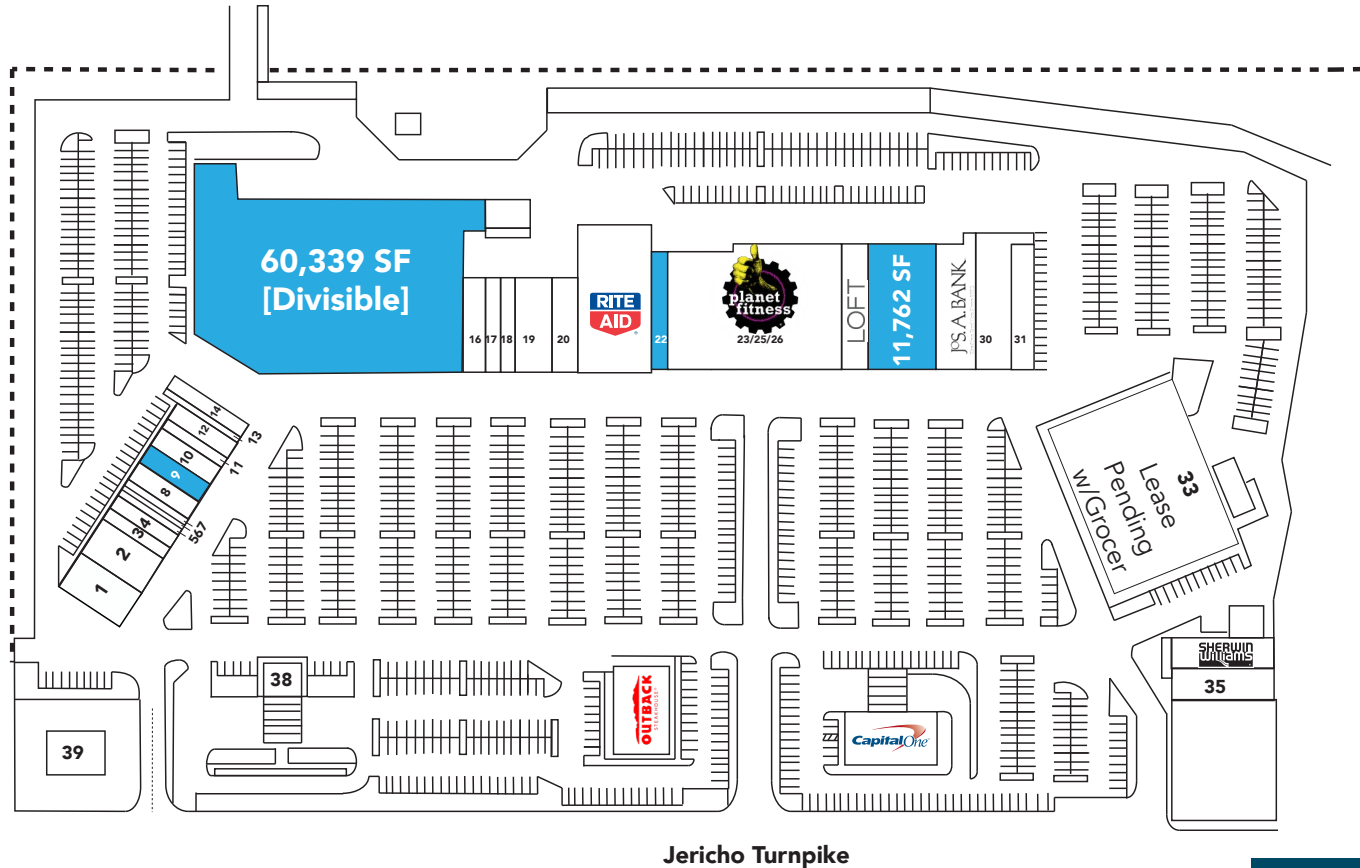 60,339 SF
[Divisible]
16 17 18 19 20
RITE
AID
22
planet
fitness
23/25/26
LOFT
11,762 SF
JOS. A. BANK
30
31
14
12
13
10
11
9
8
567
34
2
1
33
Lease
Pending
w/Grocer
SHERWIN
Williams
35
38
39
OUTBACK
STEAKHOUSE
Capital One
Jericho Turnpike